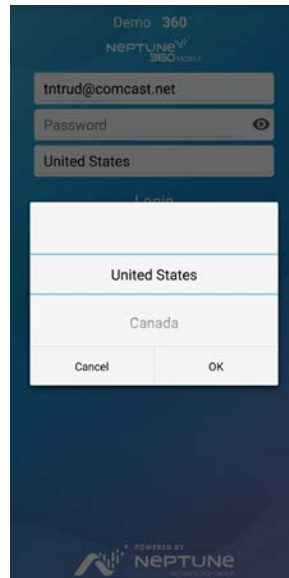 Demo 360
NEPTUNE
360 MOBILE
tntrud@comcast.net
Password
United States
Login
United States
Canada
Cancel
OK
POWERED BY
NEPTUNE